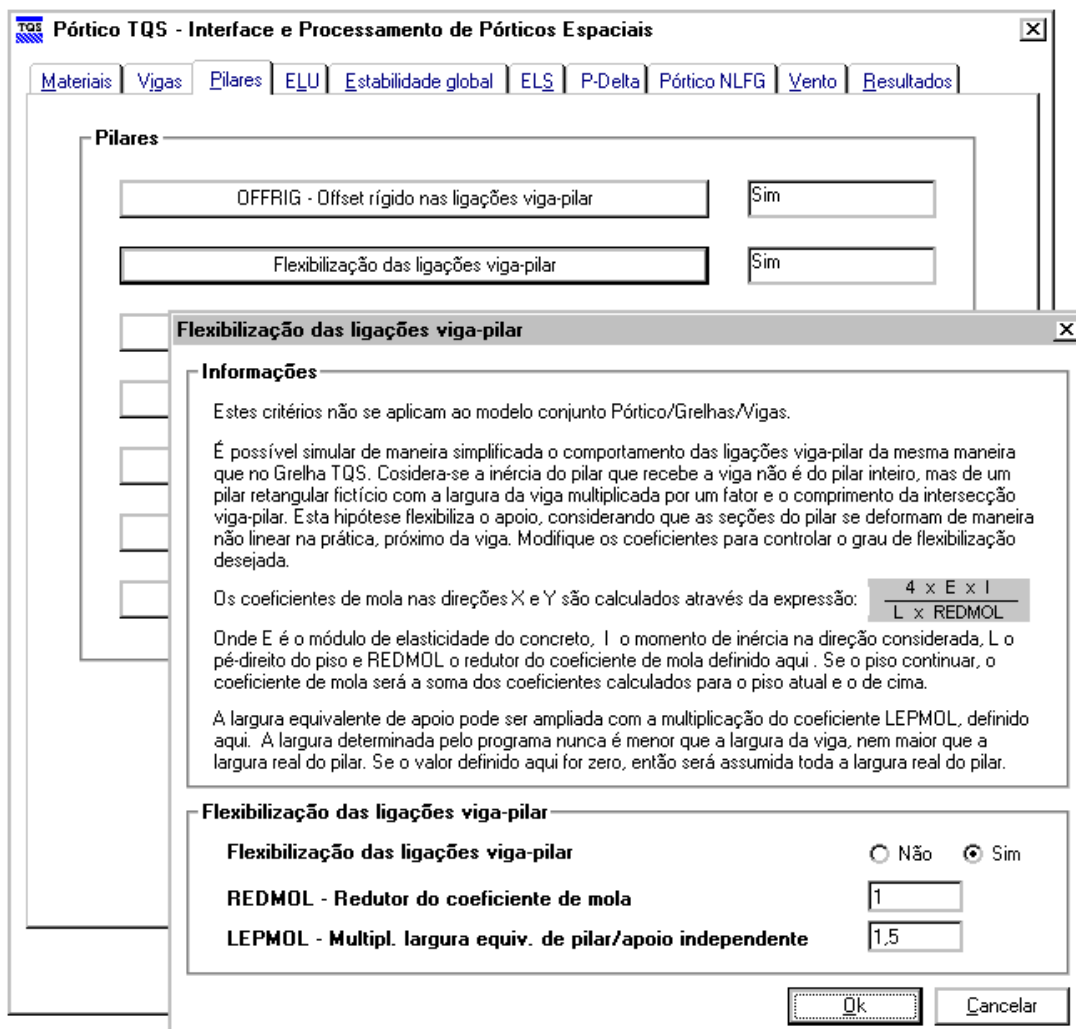 TQS Pórtico TQS - Interface e Processamento de Pórticos Espaciais
Materiais Vigas Pilares ELU Estabilidade global ELS P-Delta Pórtico NLFG Vento Resultados
Pilares
OFFRIG - Offset rígido nas ligações viga-pilar Sim
Flexibilização das ligações viga-pilar Sim
Flexibilização das ligações viga-pilar
Informações
Estes critérios não se aplicam ao modelo conjunto Pórtico/Grelhas/Vigas.
É possível simular de maneira simplificada o comportamento das ligações viga-pilar da mesma maneira
que no Grelha TQS. Cosidera-se a inércia do pilar que recebe a viga não é do pilar inteiro, mas de um
pilar retangular fictício com a largura da viga multiplicada por um fator e o comprimento da intersecção
viga-pilar. Esta hipótese flexibiliza o apoio, considerando que as seções do pilar se deformam de maneira
não linear na prática, próximo da viga. Modifique os coeficientes para controlar o grau de flexibilização
desejada.
Os coeficientes de mola nas direções X e Y são calculados através da expressão:
4 x E x I
L x REDMOL
Onde E é o módulo de elasticidade do concreto, I o momento de inércia na direção considerada, L o
pé-direito do piso e REDMOL o redutor do coeficiente de mola definido aqui . Se o piso continuar, o
coeficiente de mola será a soma dos coeficientes calculados para o piso atual e o de cima.
A largura equivalente de apoio pode ser ampliada com a multiplicação do coeficiente LEPMOL, definido
aqui. A largura determinada pelo programa nunca é menor que a largura da viga, nem maior que a
largura real do pilar. Se o valor definido aqui for zero, então será assumida toda a largura real do pilar.
Flexibilização das ligações viga-pilar
Flexibilização das ligações viga-pilar Não Sim
REDMOL - Redutor do coeficiente de mola 1
LEPMOL - Multipl. largura equiv. de pilar/apoio independente 1,5
Ok Cancelar